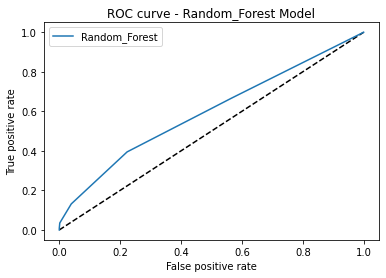 ROC curve - Random_Forest Model
Random_Forest
True positive rate
1.0
0.8
0.6
0.4
0.2
0.0
0.0 0.2 0.4 0.6 0.8 1.0
False positive rate